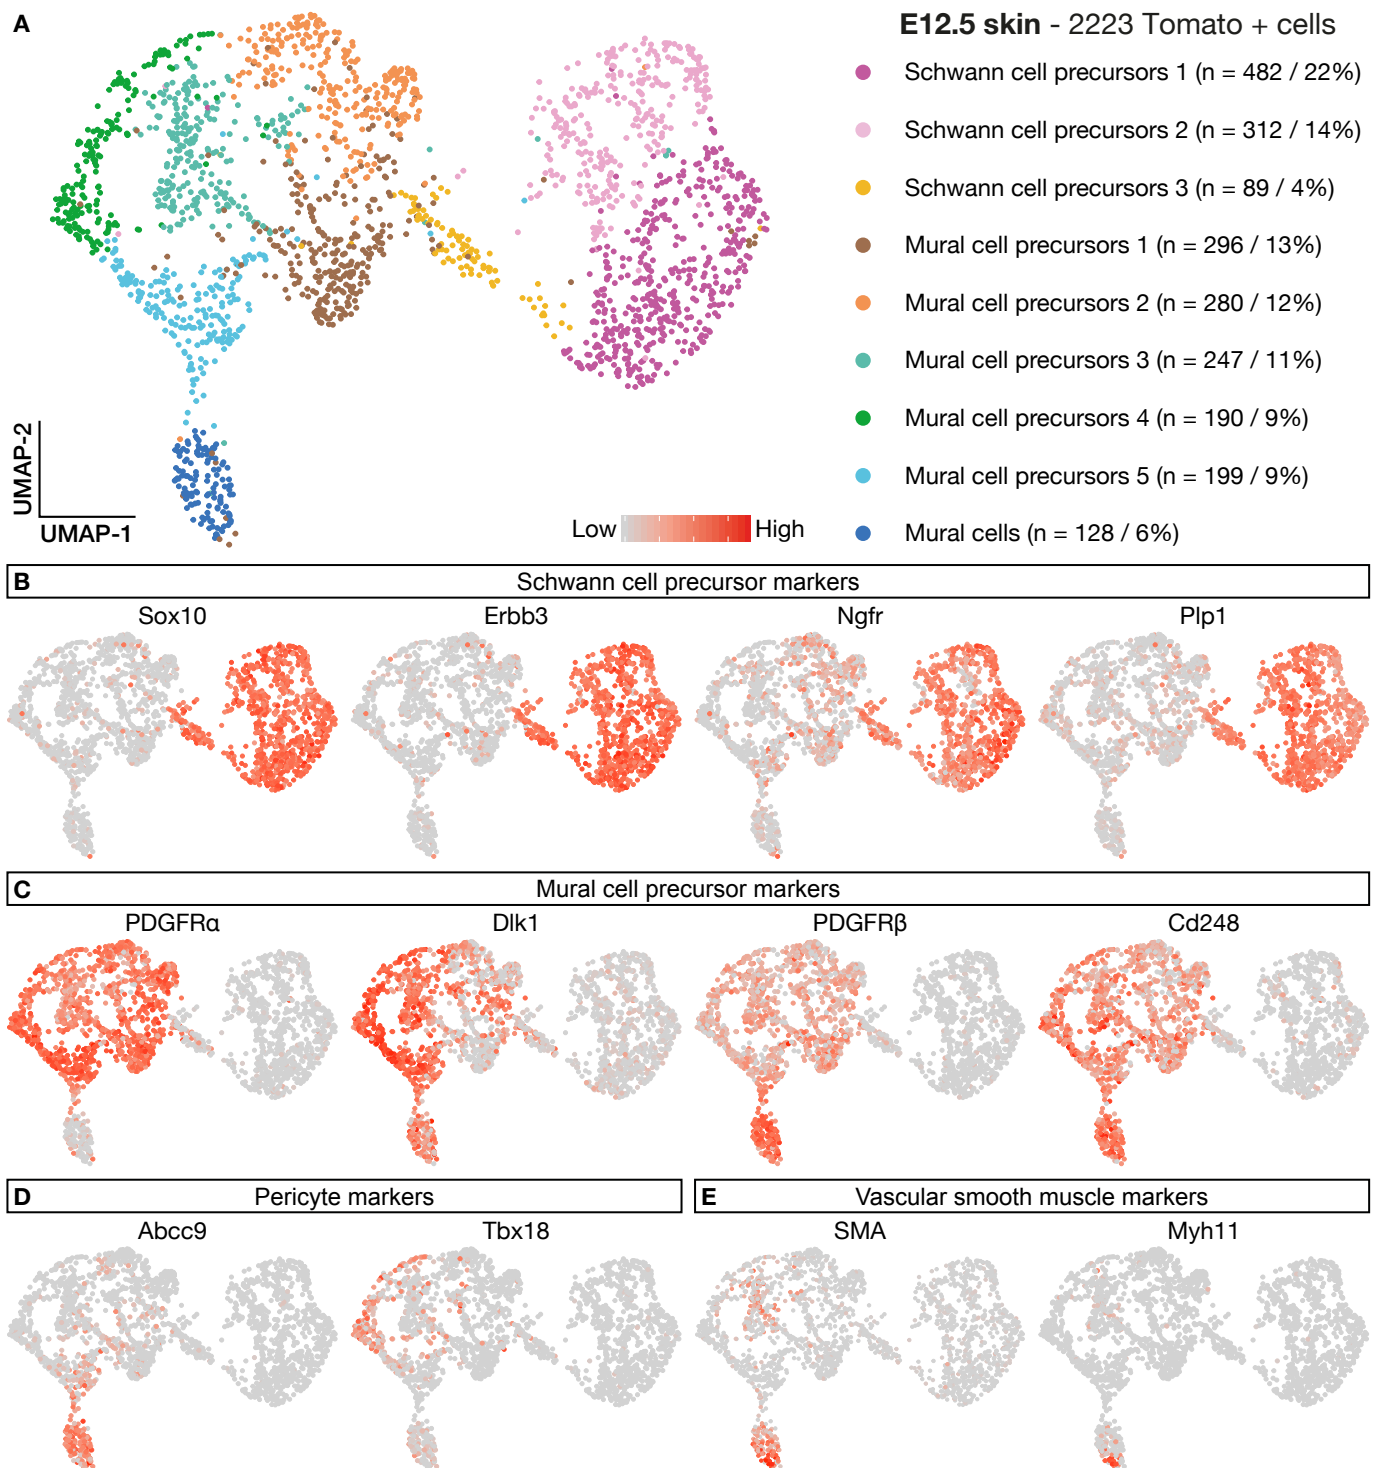 A
E12.5 skin - 2223 Tomato + cells
Schwann cell precursors 1 (n = 482 / 22%)
Schwann cell precursors 2 (n = 312 / 14%)
Schwann cell precursors 3 (n = 89 / 4%)
Mural cell precursors 1 (n = 296 / 13%)
Mural cell precursors 2 (n = 280 / 12%)
Mural cell precursors 3 (n = 247 / 11%)
Mural cell precursors 4 (n = 190 / 9%)
Mural cell precursors 5 (n = 199 / 9%)
Mural cells (n = 128 / 6%)
UMAP-2
UMAP-1
Low High
B Schwann cell precursor markers
Sox10 Erbb3 Ngfr Plp1
C Mural cell precursor markers
PDGFRα Dlk1 PDGFRβ Cd248
D Pericyte markers
Abcc9 Tbx18
E Vascular smooth muscle markers
SMA Myh11